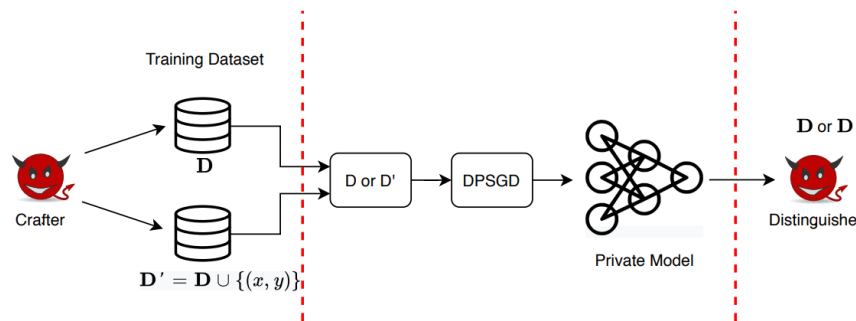 Training Dataset
D
Crafter
D' = D ∪ {(x, y)}
D or D'
DPSGD
Private Model
D or D
Distinguishe